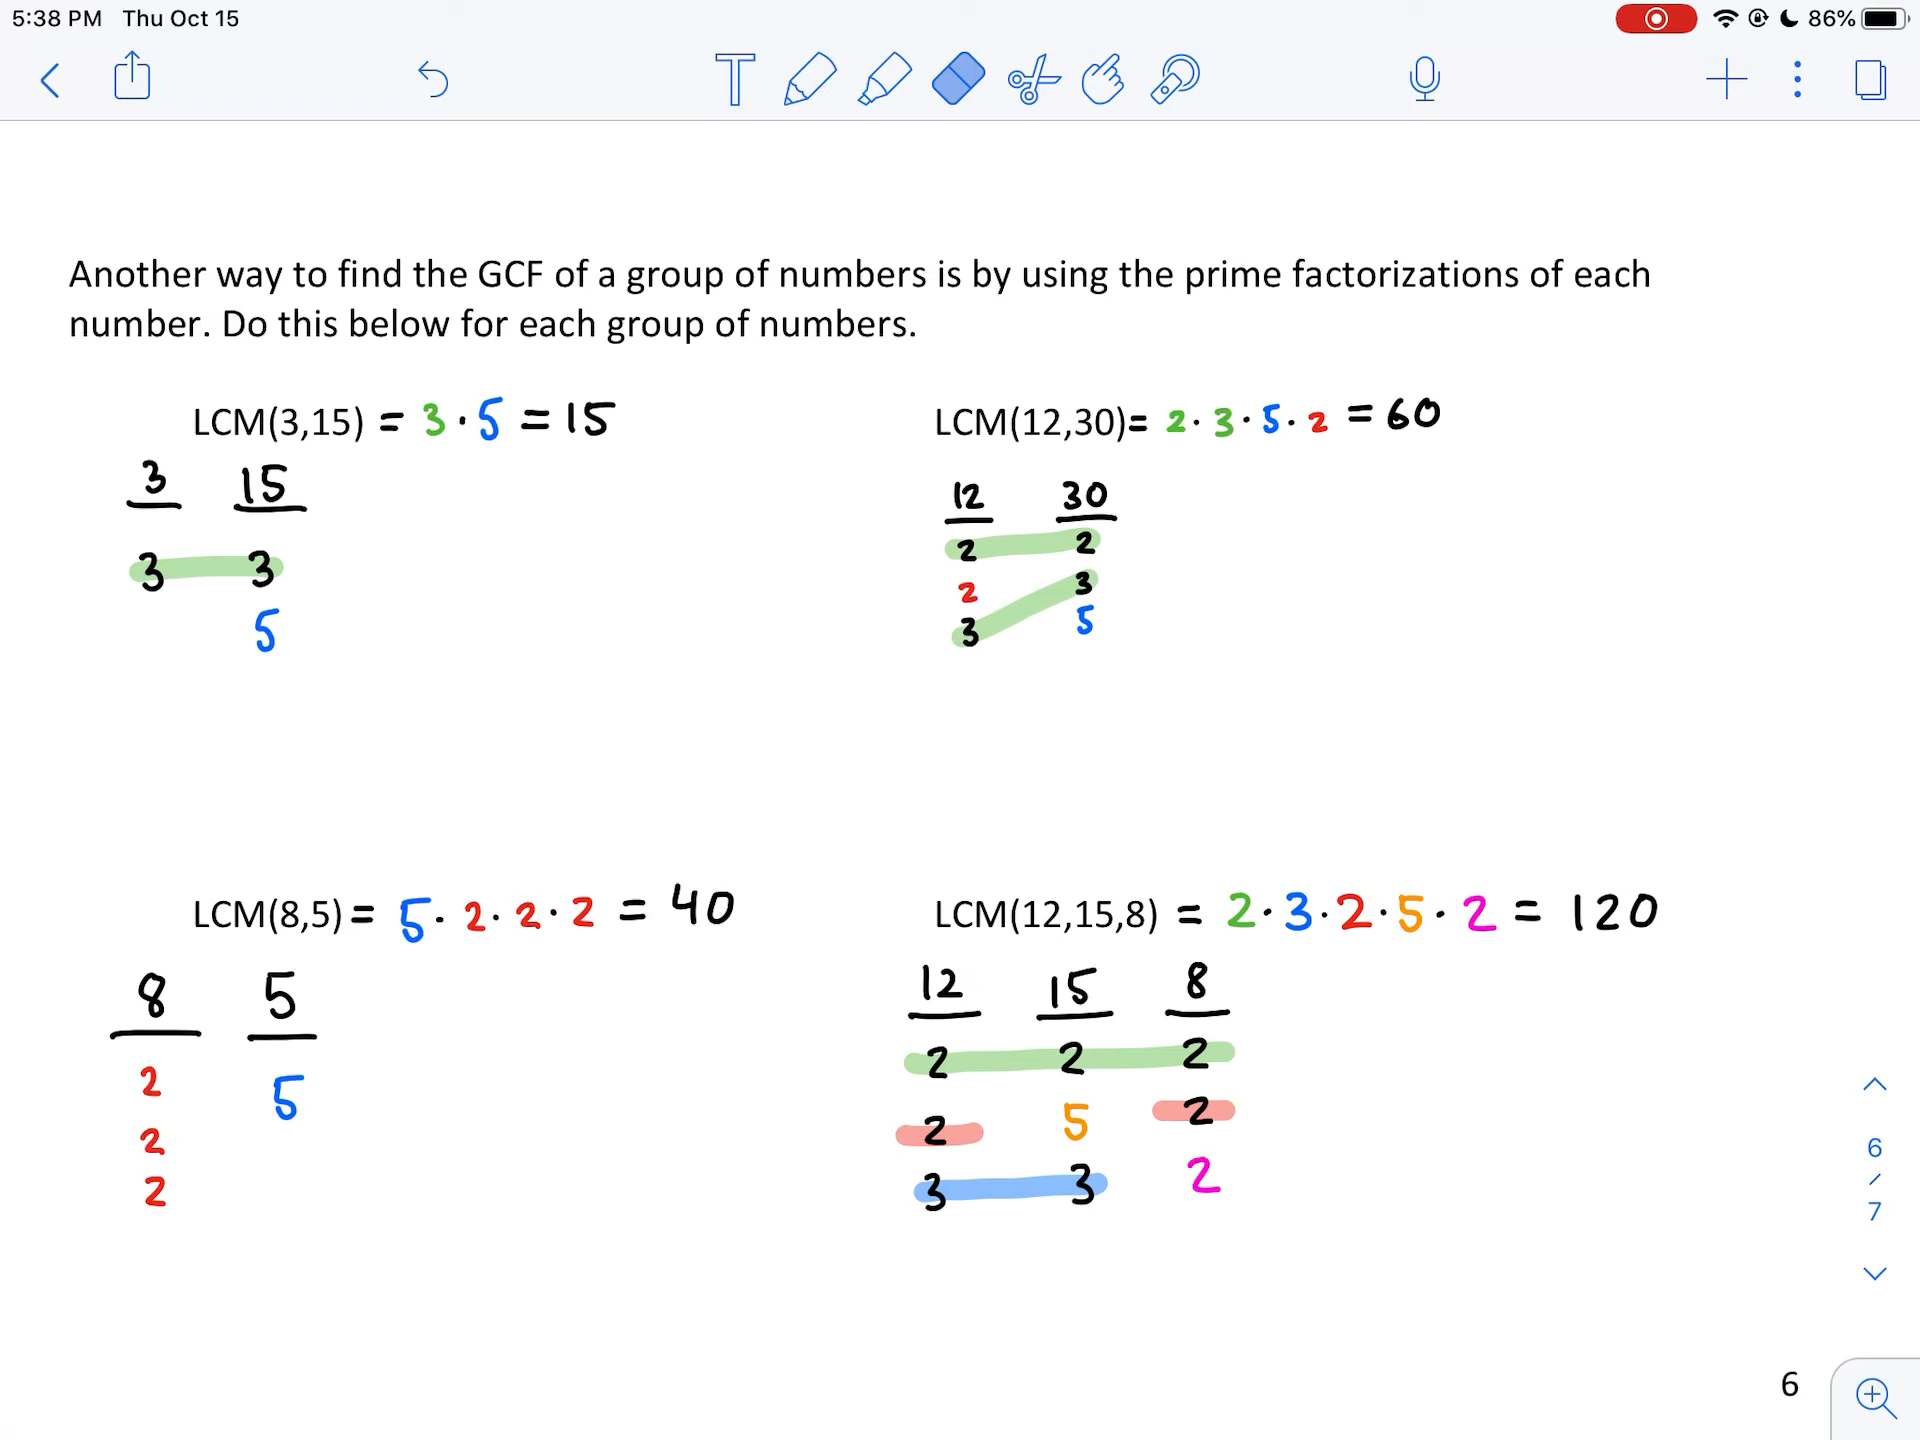 5:38 PM Thu Oct 15
86%
Another way to find the GCF of a group of numbers is by using the prime factorizations of each
number. Do this below for each group of numbers.
LCM(3,15) = 3 · 5 = 15
3 15
3 3
5
LCM(12,30)= 2 · 3 · 5 · 2 = 60
12 30
2 2
2 3
3 5
LCM(8,5) = 5 · 2 · 2 · 2 = 40
8 5
2 5
2
2
LCM(12,15,8) = 2 · 3 · 2 · 5 · 2 = 120
12 15 8
2 2 2
2 5 2
3 3 2
6
/
7
6